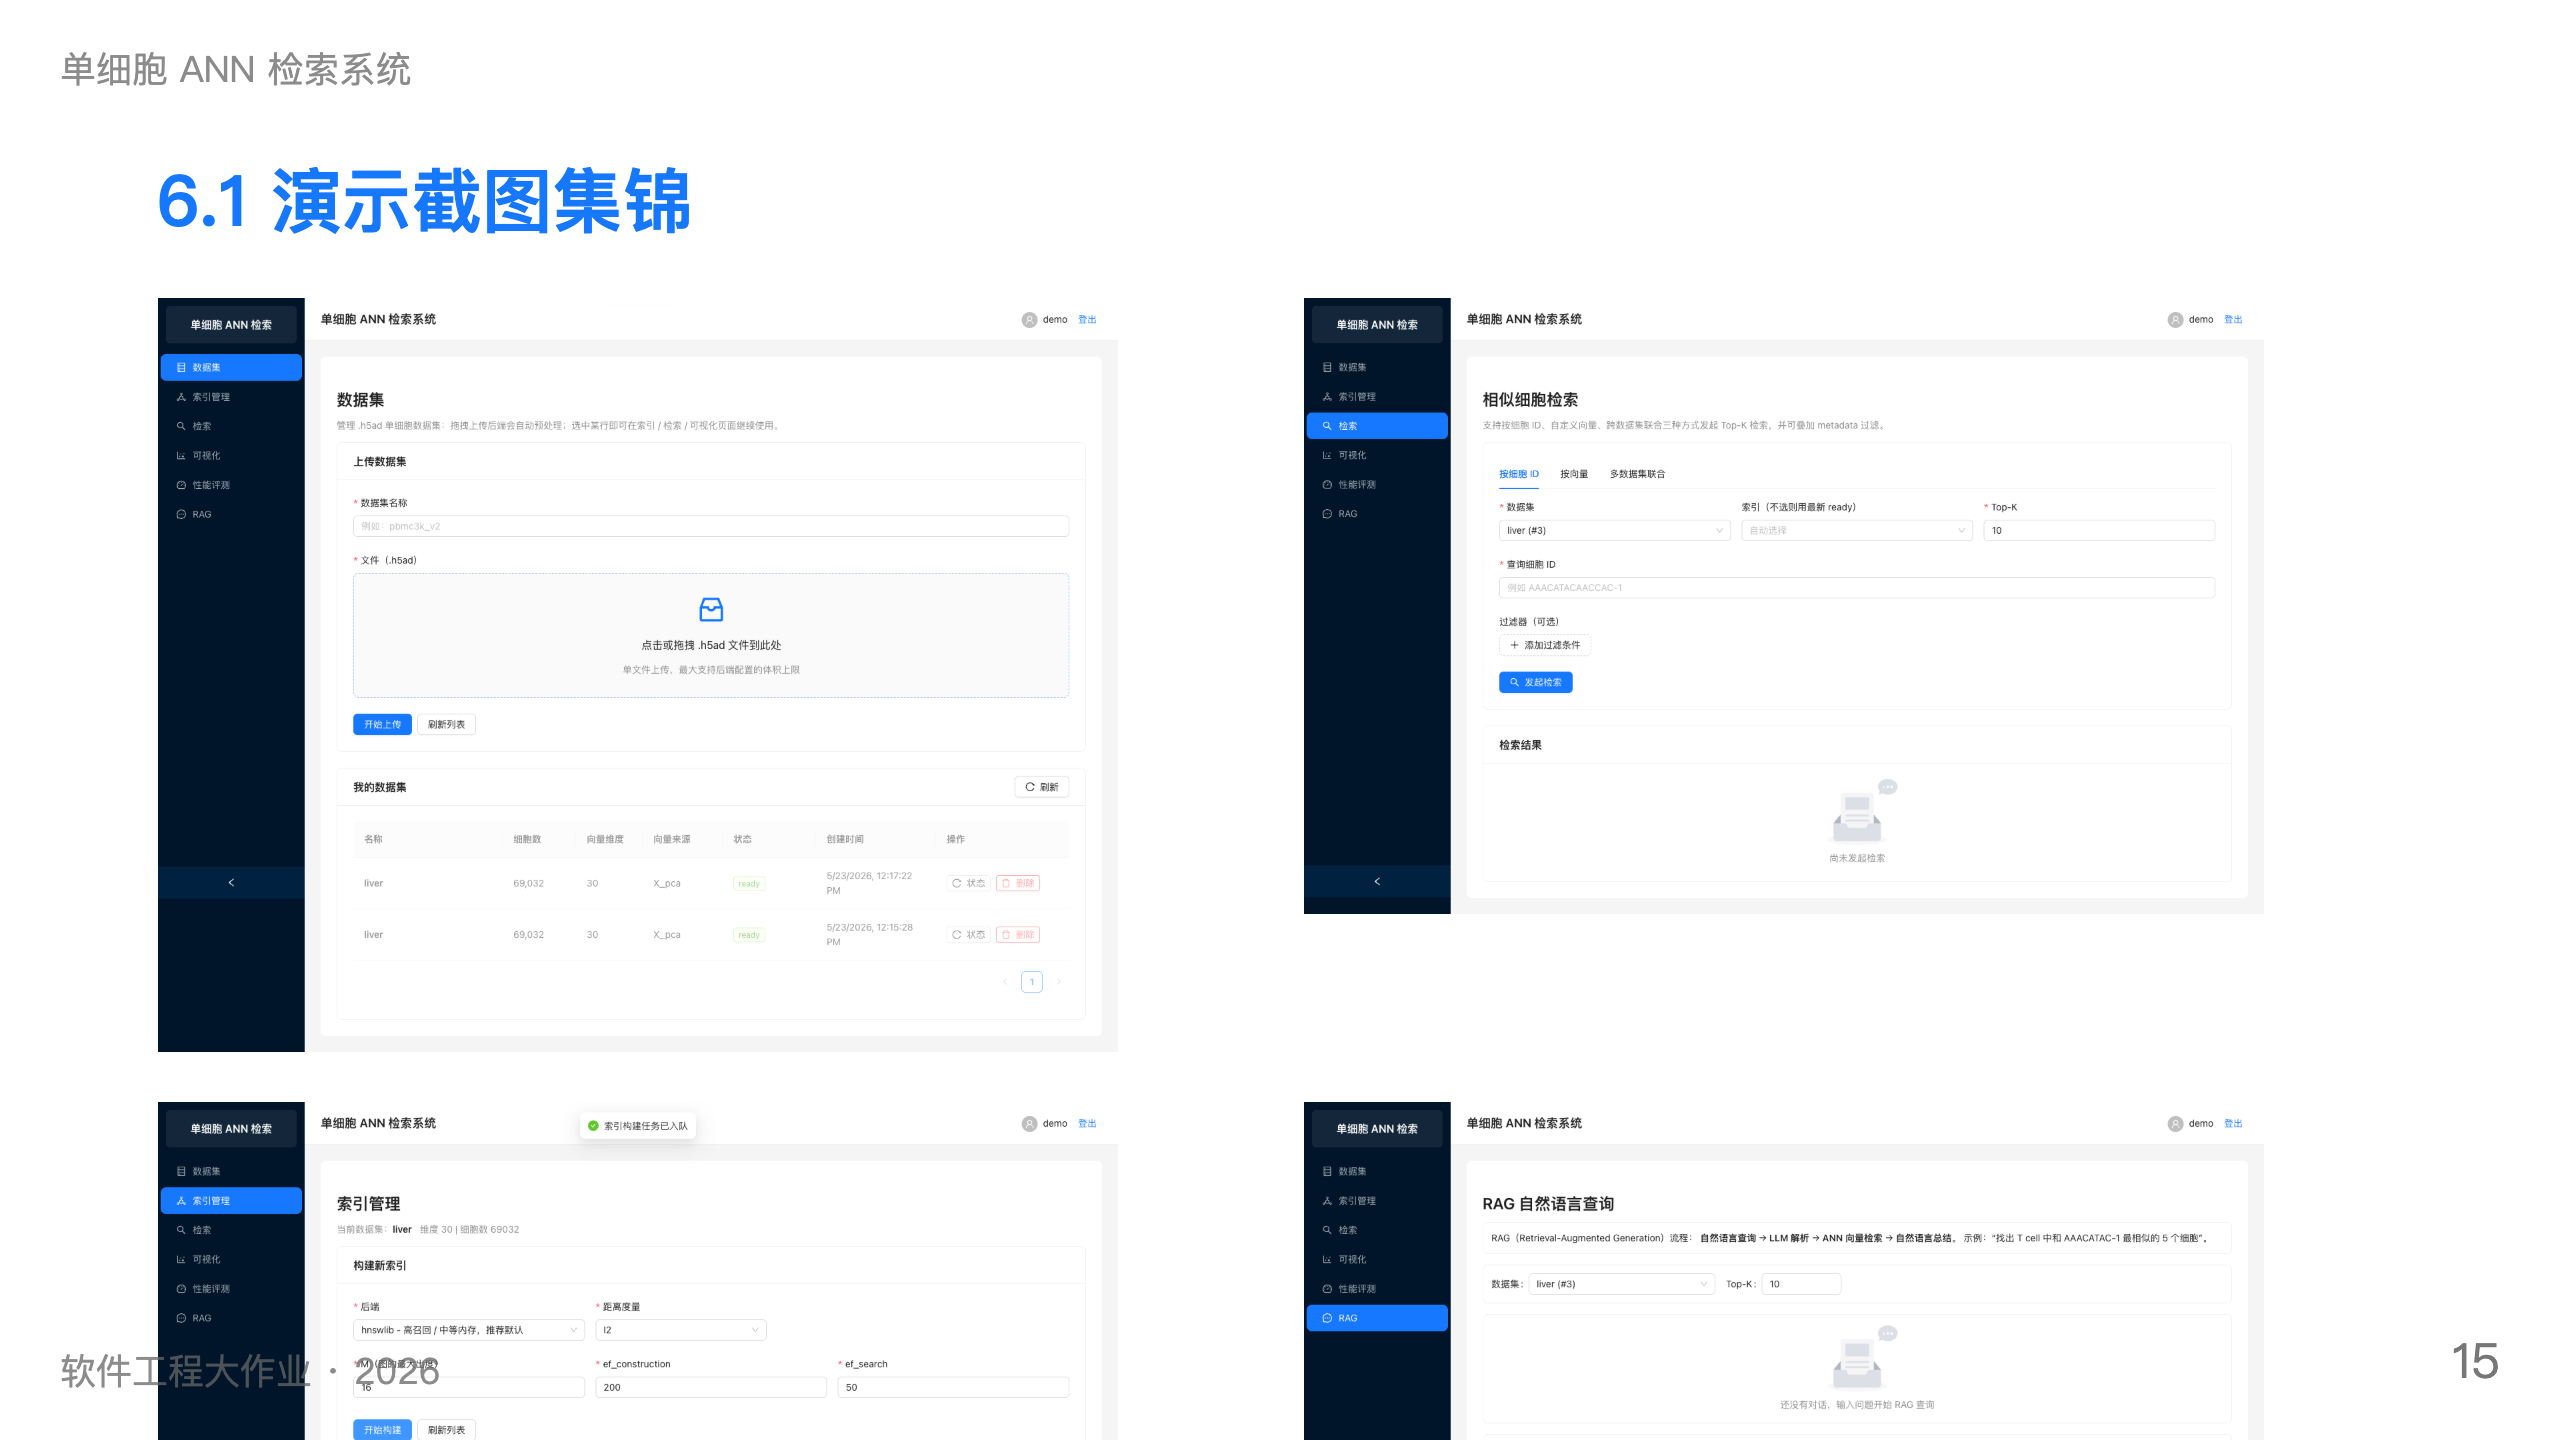 单细胞 ANN 检索系统
6.1 演示截图集锦
单细胞 ANN 检索
数据集
索引管理
检索
可视化
性能评测
RAG
单细胞 ANN 检索系统
demo 登出
数据集
管理 .h5ad 单细胞数据集：拖拽上传后端会自动预处理；选中某行即可在索引 / 检索 / 可视化页面继续使用。
上传数据集
* 数据集名称
例如：pbmc3k_v2
* 文件（.h5ad）
点击或拖拽 .h5ad 文件到此处
单文件上传，最大支持后端配置的体积上限
开始上传 刷新列表
我的数据集 刷新
名称 细胞数 向量维度 向量来源 状态 创建时间 操作
liver 69,032 30 X_pca ready 5/23/2026, 12:17:22 PM 状态 删除
liver 69,032 30 X_pca ready 5/23/2026, 12:15:28 PM 状态 删除
1
单细胞 ANN 检索
数据集
索引管理
检索
可视化
性能评测
RAG
单细胞 ANN 检索系统
demo 登出
相似细胞检索
支持按细胞 ID、自定义向量、跨数据集联合三种方式发起 Top-K 检索，并可叠加 metadata 过滤。
按细胞 ID 按向量 多数据集联合
* 数据集 索引（不选则用最新 ready） * Top-K
liver (#3) 自动选择 10
* 查询细胞 ID
例如 AAACATACAACCAC-1
过滤器（可选）
+ 添加过滤条件
发起检索
检索结果
尚未发起检索
单细胞 ANN 检索
数据集
索引管理
检索
可视化
性能评测
RAG
单细胞 ANN 检索系统
索引构建任务已入队
demo 登出
索引管理
当前数据集：liver 维度 30 | 细胞数 69032
构建新索引
* 后端 * 距离度量
hnswlib - 高召回 / 中等内存，推荐默认 l2
* M（图的最大出度） * ef_construction * ef_search
16 200 50
开始构建 刷新列表
单细胞 ANN 检索
数据集
索引管理
检索
可视化
性能评测
RAG
单细胞 ANN 检索系统
demo 登出
RAG 自然语言查询
RAG（Retrieval-Augmented Generation）流程： 自然语言查询 → LLM 解析 → ANN 向量检索 → 自然语言总结。 示例：“找出 T cell 中和 AAACATAC-1 最相似的 5 个细胞”。
数据集： liver (#3) Top-K： 10
还没有对话，输入问题开始 RAG 查询
软件工程大作业 · 2026
15